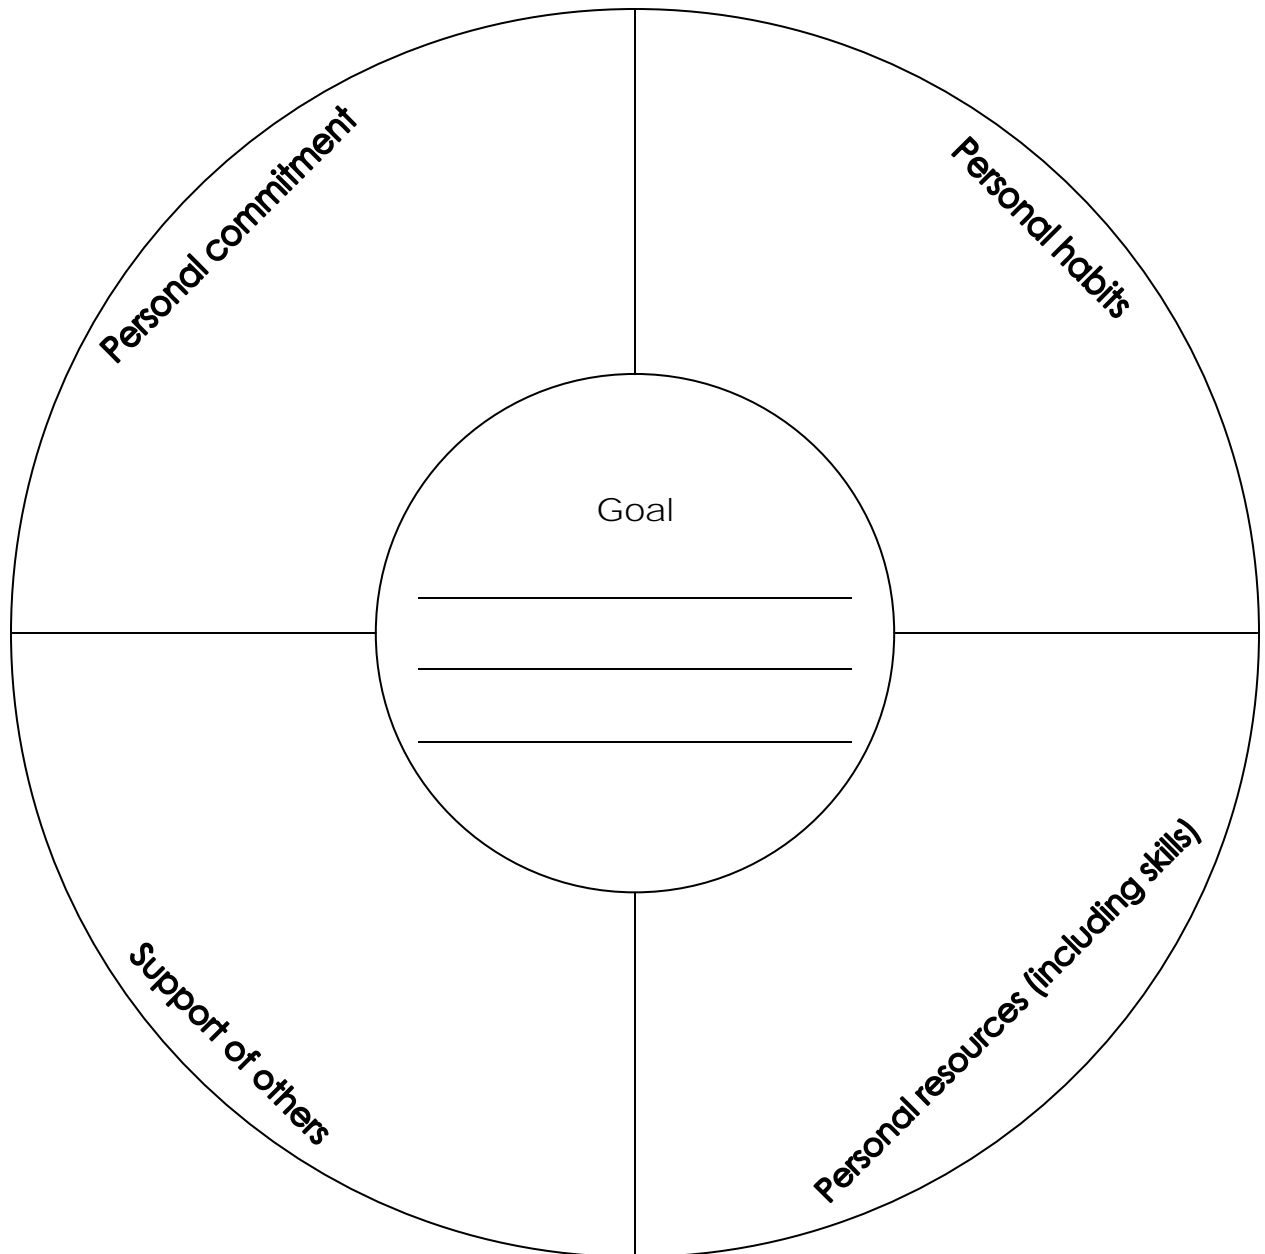 Personal commitment
Personal habits
Goal
Support of others
Personal resources (including skills)